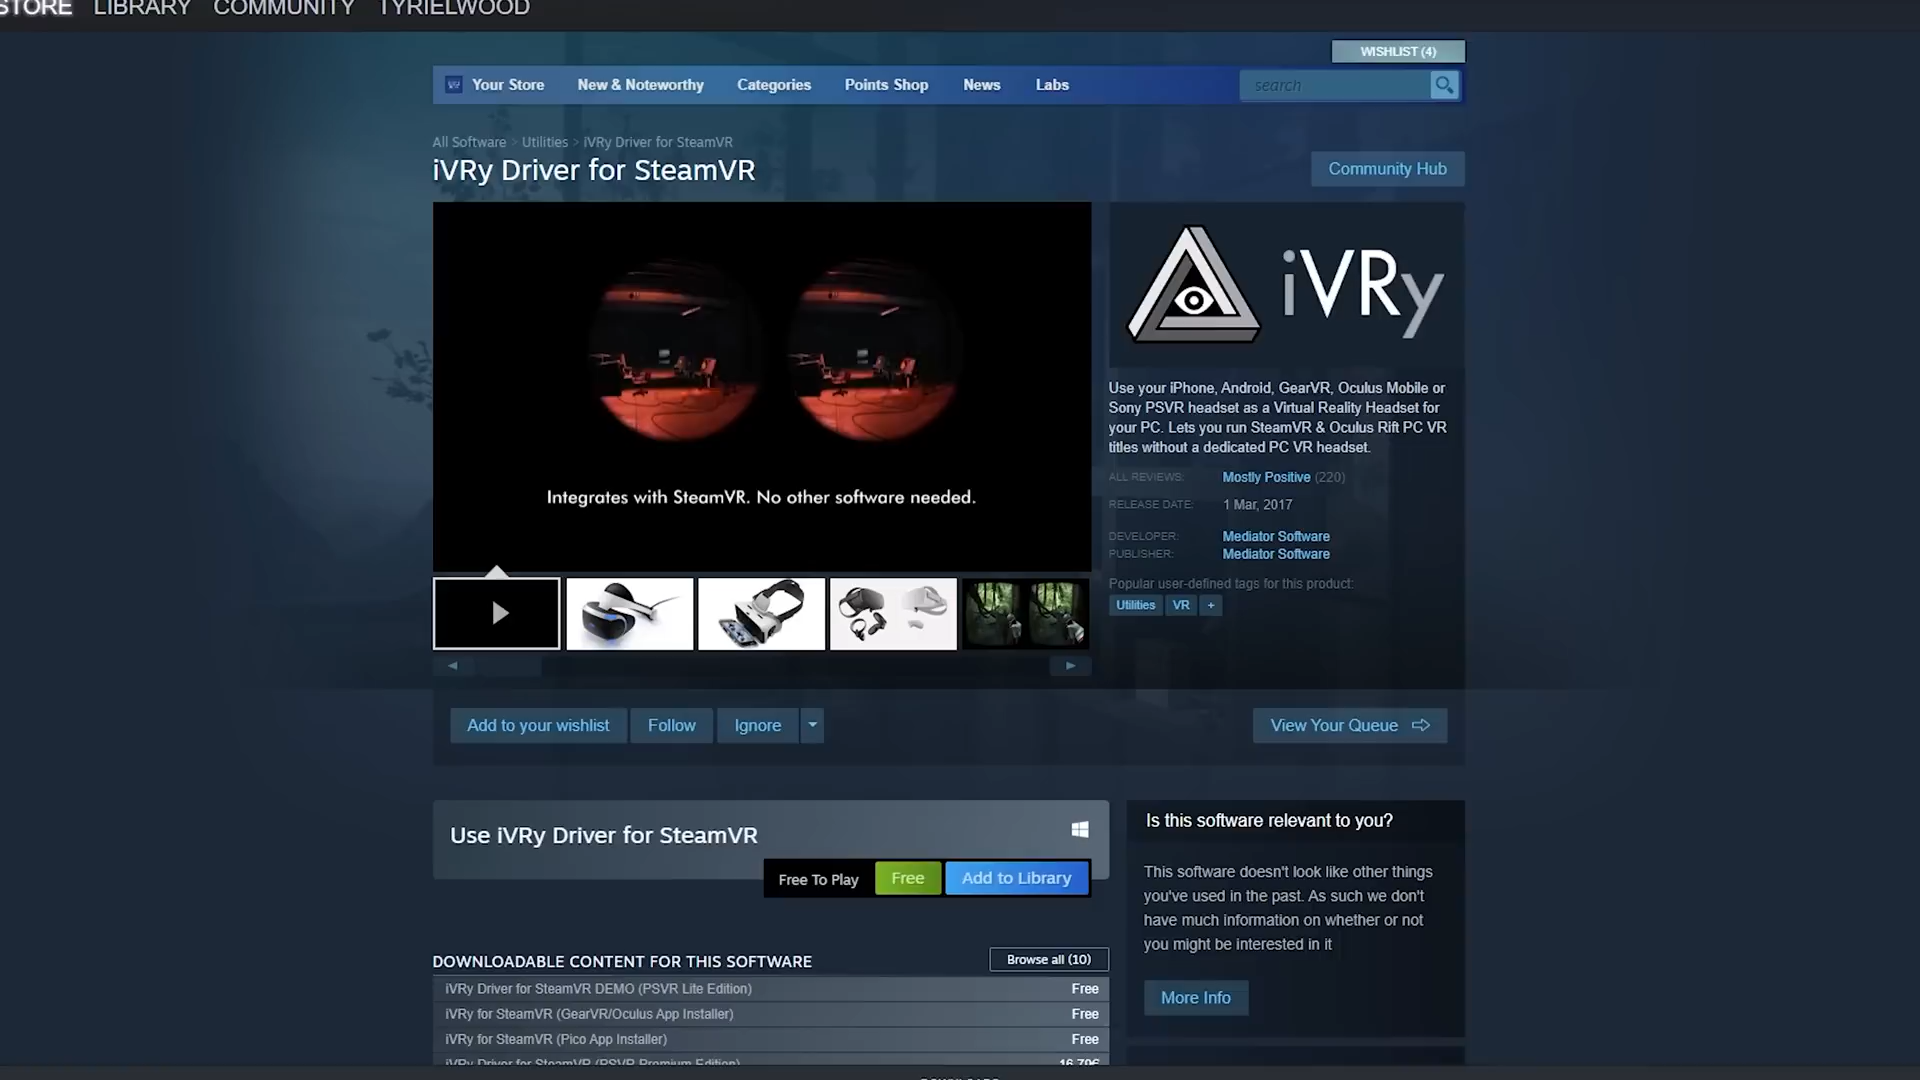 STORE LIBRARY COMMUNITY TYRIELWOOD
WISHLIST (4)
Your Store New & Noteworthy Categories Points Shop News Labs search
All Software > Utilities > iVRy Driver for SteamVR
iVRy Driver for SteamVR
Community Hub
iVRy
Integrates with SteamVR. No other software needed.
Use your iPhone, Android, GearVR, Oculus Mobile or
Sony PSVR headset as a Virtual Reality Headset for
your PC. Lets you run SteamVR & Oculus Rift PC VR
titles without a dedicated PC VR headset.
ALL REVIEWS: Mostly Positive (220)
RELEASE DATE: 1 Mar, 2017
DEVELOPER: Mediator Software
PUBLISHER: Mediator Software
Popular user-defined tags for this product:
Utilities VR +
Add to your wishlist Follow Ignore View Your Queue
Use iVRy Driver for SteamVR
Free To Play Free Add to Library
Is this software relevant to you?
This software doesn't look like other things
you've used in the past. As such we don't
have much information on whether or not
you might be interested in it
More Info
DOWNLOADABLE CONTENT FOR THIS SOFTWARE Browse all (10)
iVRy Driver for SteamVR DEMO (PSVR Lite Edition) Free
iVRy for SteamVR (GearVR/Oculus App Installer) Free
iVRy for SteamVR (Pico App Installer) Free
iVRy Driver for SteamVR (PSVR Premium Edition) 16,79€